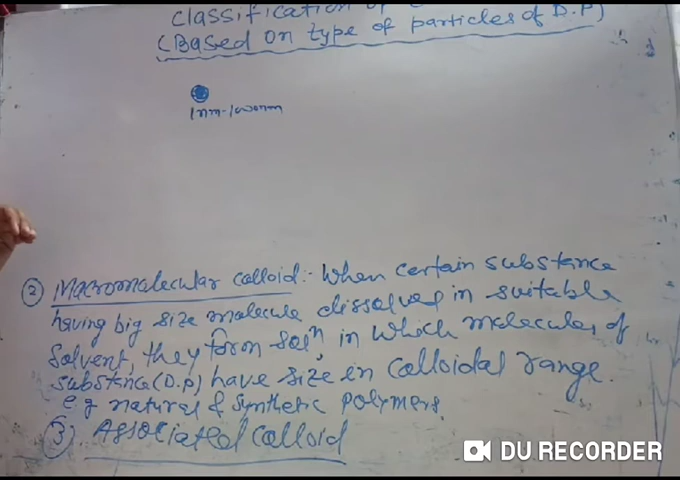 Classification of
(Based on type of particles of D.P)
1nm-1000nm
② Macromalecular colloid:- When certain substance
having big size molecule dissolved in suitable
solvent, they form solⁿ, in which molecules of
substance (D.P) have size in colloidal range.
e.g natural & synthetic polymers.
③ Associated colloid
DU RECORDER